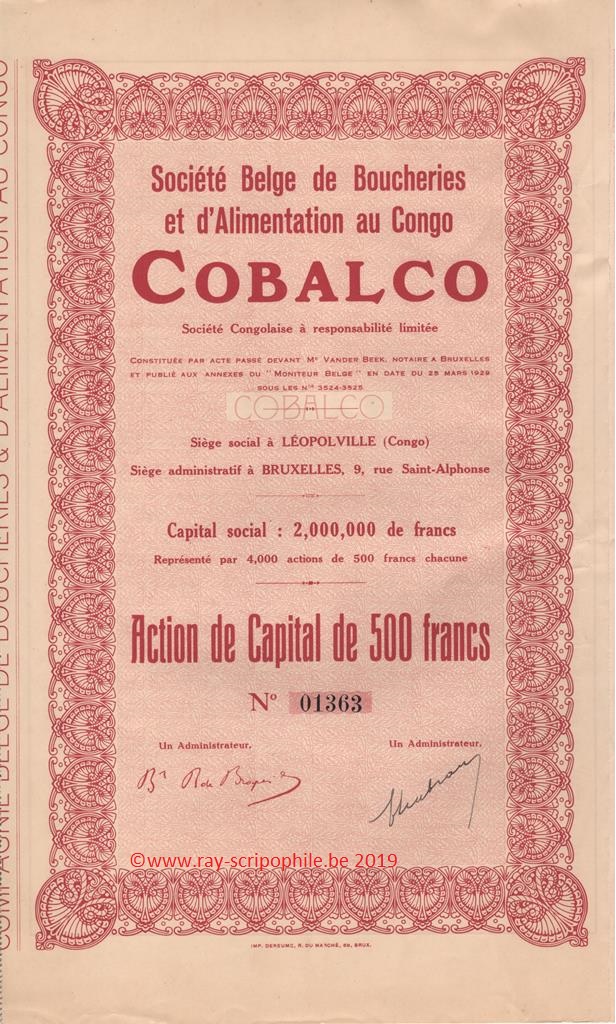 Société Belge de Boucheries
et d'Alimentation au Congo
COBALCO
Société Congolaise à responsabilité limitée
CONSTITUÉE PAR ACTE PASSÉ DEVANT Mᵉ VANDER BEEK, NOTAIRE A BRUXELLES
ET PUBLIÉ AUX ANNEXES DU "MONITEUR BELGE" EN DATE DU 25 MARS 1929
SOUS LES Nᴵˢ 3524-3525
COBALCO
Siège social à LÉOPOLVILLE (Congo)
Siège administratif à BRUXELLES, 9, rue Saint-Alphonse
Capital social : 2,000,000 de francs
Représenté par 4,000 actions de 500 francs chacune
Action de Capital de 500 francs
Nº 01363
Un Administrateur,
Un Administrateur,
©www.ray-scripophile.be 2019
IMP. DEREUME, R. DU MARCHÉ, 69, BRUX.
COMPAGNIE BELGE DE BOUCHERIES & D'ALIMENTATION AU CONGO